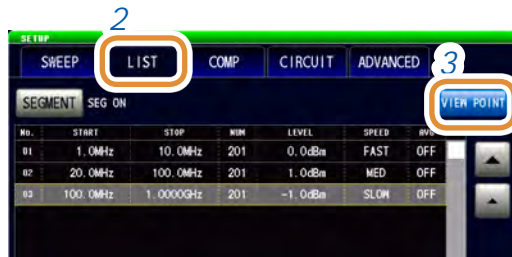 2
SETUP
SWEEP LIST COMP CIRCUIT ADVANCED 3
SEGMENT SEG ON VIEW POINT
No. START STOP NUM LEVEL SPEED AVG
01 1.0MHz 10.0MHz 201 0.0dBm FAST OFF
02 20.0MHz 100.0MHz 201 1.0dBm MED OFF
03 100.0MHz 1.0000GHz 201 -1.0dBm SLOW OFF